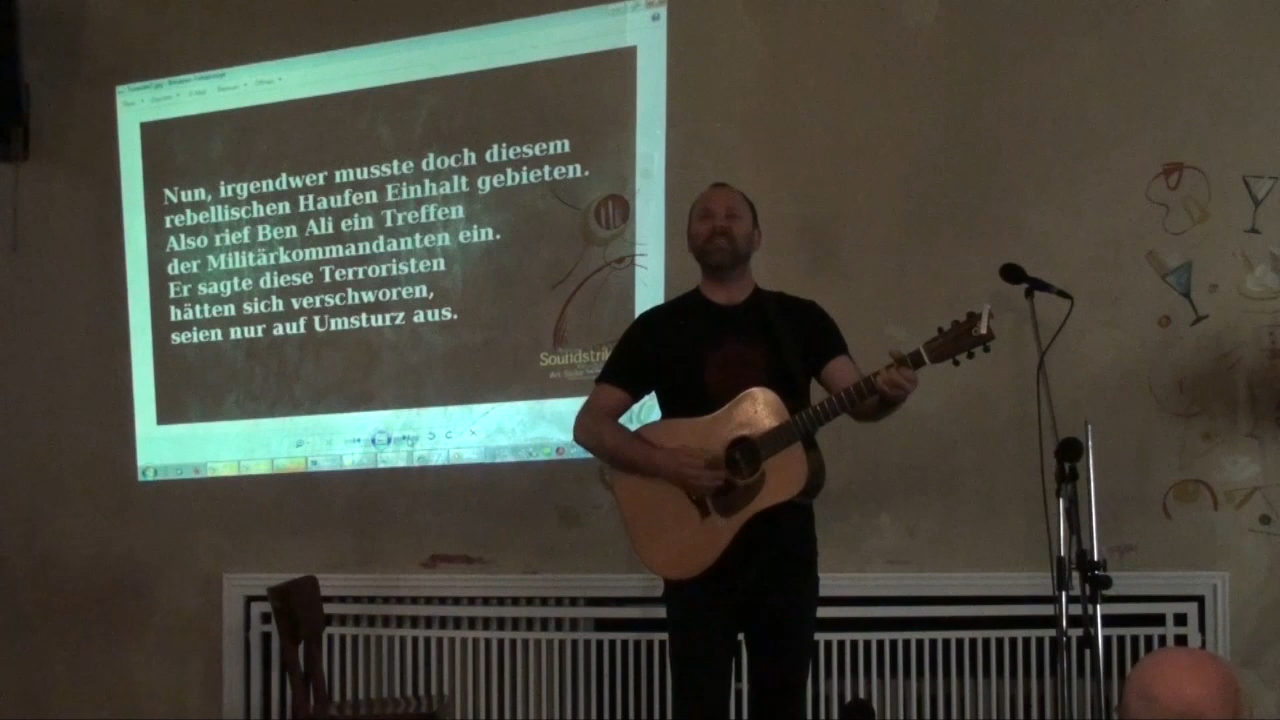 Nun, irgendwer musste doch diesem
rebellischen Haufen Einhalt gebieten.
Also rief Ben Ali ein Treffen
der Militärkommandanten ein.
Er sagte diese Terroristen
hätten sich verschworen,
seien nur auf Umsturz aus.